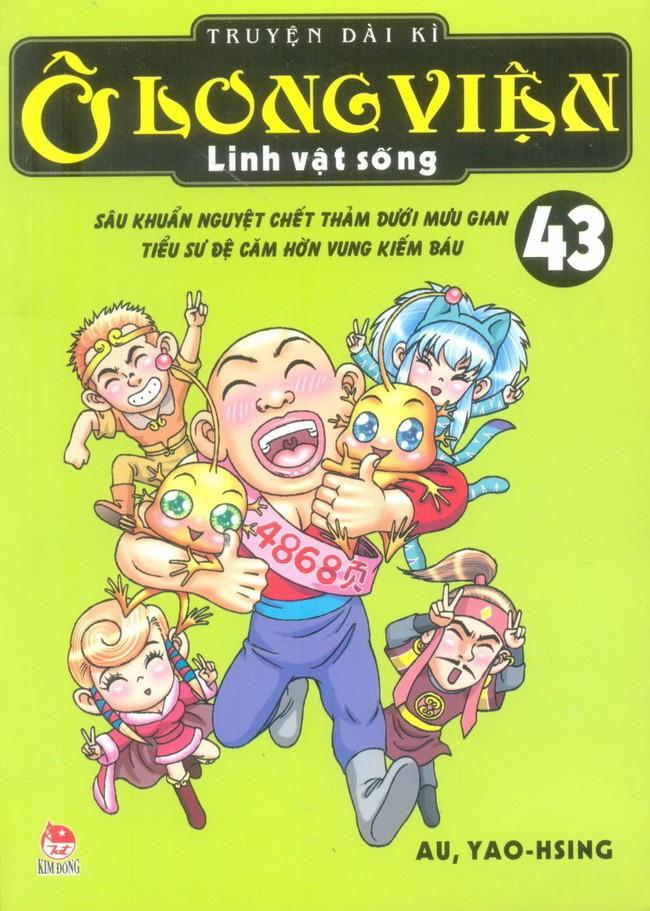 TRUYỆN DÀI KÌ
Ô LONG VIỆN
Linh vật sống
SÂU KHUẨN NGUYỆT CHẾT THẢM DƯỚI MƯU GIAN
TIỂU SƯ ĐỆ CĂM HỜN VUNG KIẾM BÁU
43
4868页
AU, YAO-HSING
KIM ĐỒNG